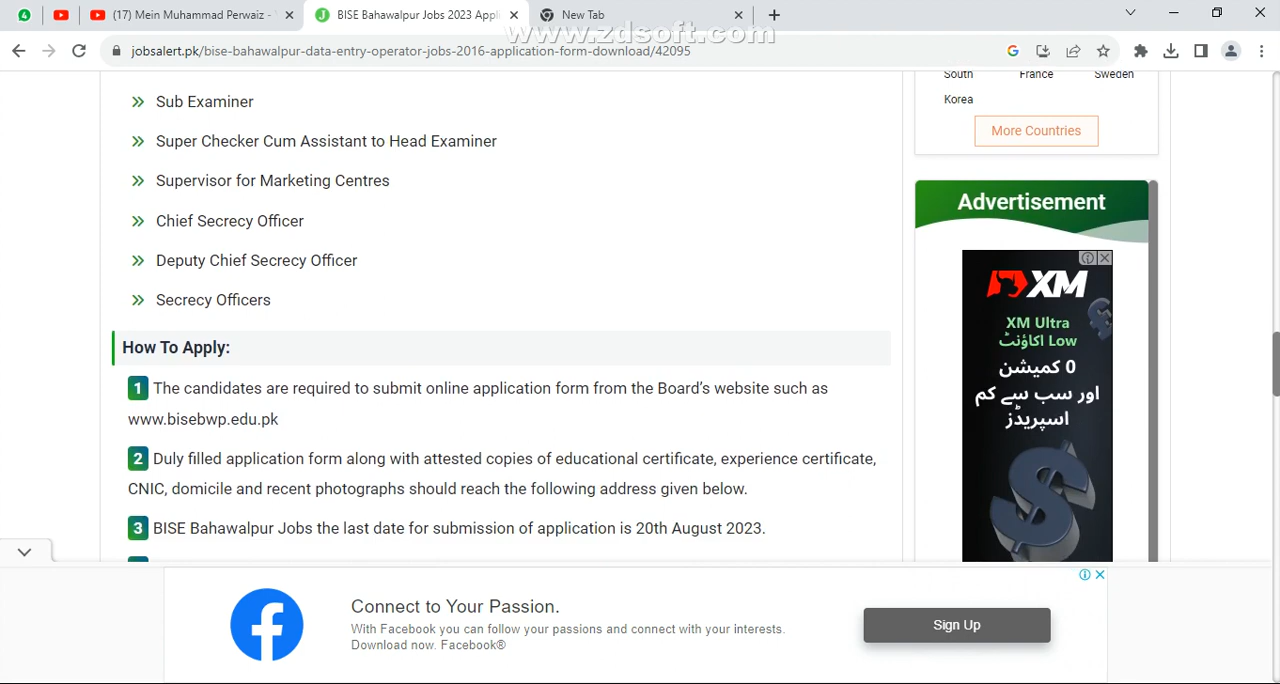 4
(17) Mein Muhammad Perwaiz -
BISE Bahawalpur Jobs 2023 Appli
New Tab
www.zdsoft.com
jobsalert.pk/bise-bahawalpur-data-entry-operator-jobs-2016-application-form-download/42095
Sub Examiner
Super Checker Cum Assistant to Head Examiner
Supervisor for Marketing Centres
Chief Secrecy Officer
Deputy Chief Secrecy Officer
Secrecy Officers
How To Apply:
1 The candidates are required to submit online application form from the Board’s website such as
www.bisebwp.edu.pk
2 Duly filled application form along with attested copies of educational certificate, experience certificate,
CNIC, domicile and recent photographs should reach the following address given below.
3 BISE Bahawalpur Jobs the last date for submission of application is 20th August 2023.
South France Sweden
Korea
More Countries
Advertisement
XM
XM Ultra
Low اکاؤنٹ
0 کمیشن
اور سب سے کم
اسپریڈز
Connect to Your Passion.
With Facebook you can follow your passions and connect with your interests.
Download now. Facebook®
Sign Up